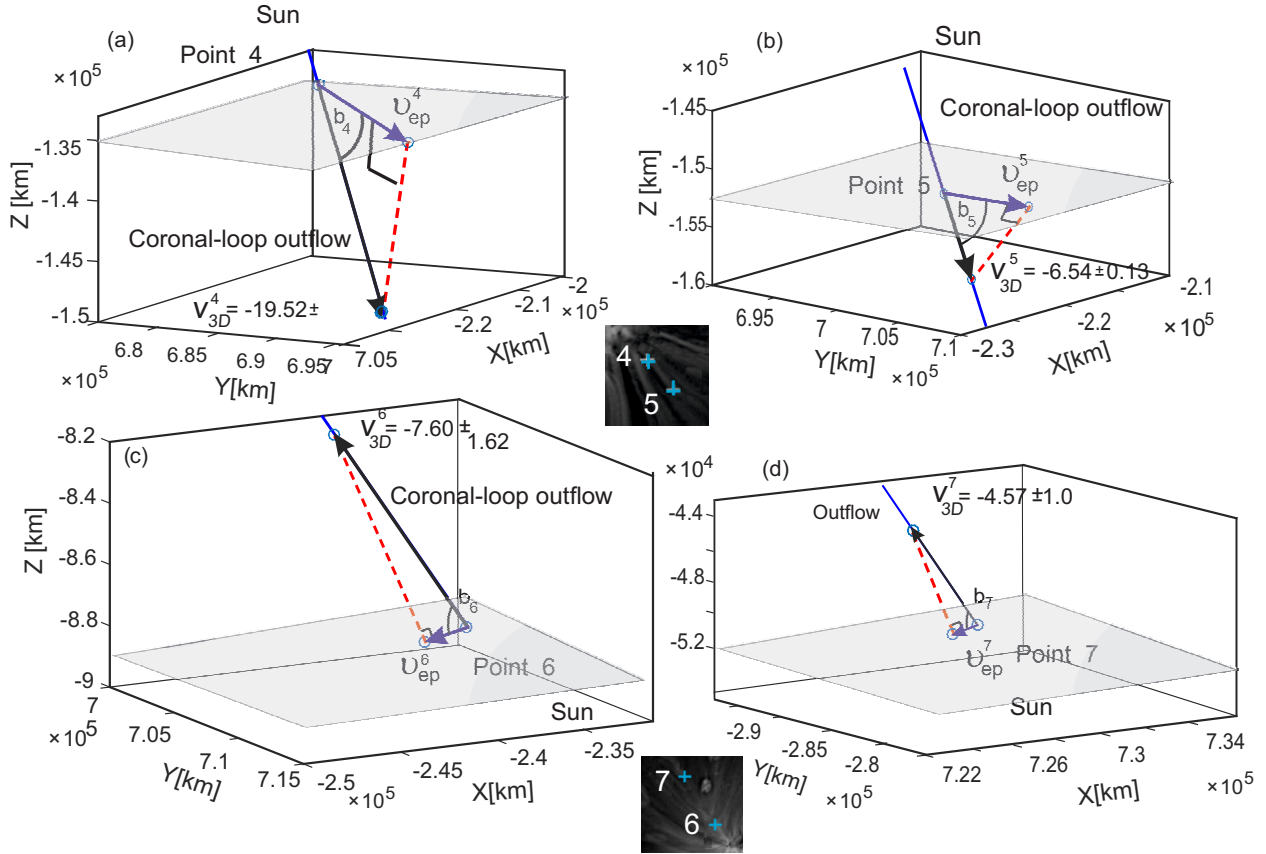 (a)
Sun
Point 4
×10⁵
υ⁴ep
b₄
-1.35
-1.4
-1.45
-1.5
Z [km]
Coronal-loop outflow
V⁴3D = -19.52 ±
6.8
6.85
6.9
6.95
7
7.05
Y[km]
×10⁵
-2.2
-2.1
-2
×10⁵
X[km]
(b)
Sun
×10⁵
-1.45
-1.5
-1.55
-1.6
Z [km]
Coronal-loop outflow
Point 5
υ⁵ep
b₅
V⁵3D = -6.54 ± 0.13
6.95
7
7.05
7.1
Y[km]
×10⁵
-2.3
-2.2
-2.1
×10⁵
X[km]
4
5
(c)
-8.2
-8.4
-8.6
-8.8
-9
Z [km]
V⁶3D = -7.60 ± 1.62
Coronal-loop outflow
b₆
υ⁶ep
Point 6
Sun
7
×10⁵
7.05
7.1
7.15
Y[km]
-2.5
-2.45
-2.4
-2.35
×10⁵
X[km]
(d)
×10⁴
-4.4
-4.8
-5.2
V⁷3D = -4.57 ±1.0
Outflow
b₇
υ⁷ep
Point 7
Sun
-2.9
-2.85
-2.8
Y[km]
×10⁵
7.22
7.26
7.3
7.34
X[km]
×10⁵
7
6